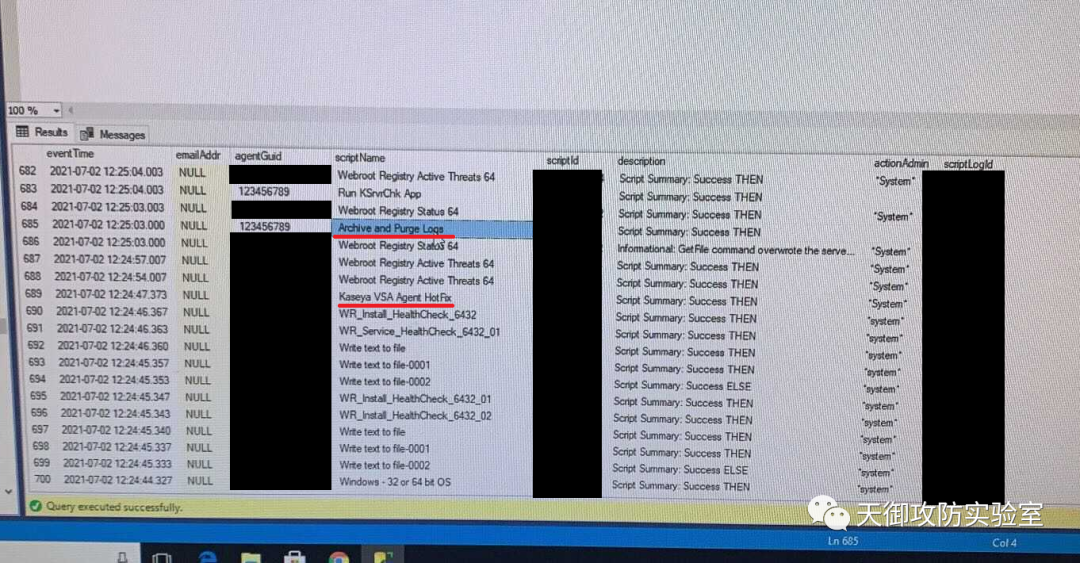 100 %
Results Messages
eventTime emailAddr agentGuid scriptName scriptId description actionAdmin scriptLogId
682 2021-07-02 12:25:04.003 NULL Webroot Registry Active Threats 64 Script Summary: Success THEN "System"
683 2021-07-02 12:25:04.003 NULL 123456789 Run KSrvrChk App Script Summary: Success THEN
684 2021-07-02 12:25:03.003 NULL Webroot Registry Status 64 Script Summary: Success THEN "System"
685 2021-07-02 12:25:03.000 NULL 123456789 Archive and Purge Logs Script Summary: Success THEN
686 2021-07-02 12:25:03.000 NULL Webroot Registry Status 64 Informational: GetFile command overwrote the serve... "System"
687 2021-07-02 12:24:57.007 NULL Webroot Registry Active Threats 64 Script Summary: Success THEN "System"
688 2021-07-02 12:24:54.007 NULL Webroot Registry Active Threats 64 Script Summary: Success THEN "System"
689 2021-07-02 12:24:47.373 NULL Kaseya VSA Agent HotFix Script Summary: Success THEN "System"
690 2021-07-02 12:24:46.367 NULL WR_Install_HealthCheck_6432 Script Summary: Success THEN "system"
691 2021-07-02 12:24:46.363 NULL WR_Service_HealthCheck_6432_01 Script Summary: Success THEN "system"
692 2021-07-02 12:24:46.360 NULL Write text to file Script Summary: Success THEN "system"
693 2021-07-02 12:24:45.357 NULL Write text to file-0001 Script Summary: Success THEN "system"
694 2021-07-02 12:24:45.353 NULL Write text to file-0002 Script Summary: Success ELSE "system"
695 2021-07-02 12:24:45.347 NULL WR_Install_HealthCheck_6432_01 Script Summary: Success THEN "system"
696 2021-07-02 12:24:45.343 NULL WR_Install_HealthCheck_6432_02 Script Summary: Success THEN "system"
697 2021-07-02 12:24:45.340 NULL Write text to file Script Summary: Success THEN "system"
698 2021-07-02 12:24:45.337 NULL Write text to file-0001 Script Summary: Success THEN "system"
699 2021-07-02 12:24:45.333 NULL Write text to file-0002 Script Summary: Success ELSE "system"
700 2021-07-02 12:24:44.327 NULL Windows - 32 or 64 bit OS Script Summary: Success THEN "system"
Query executed successfully.
天御攻防实验室
Ln 685 Col 4